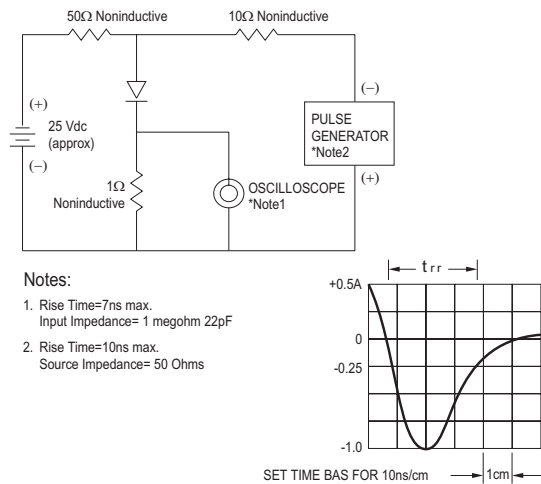 50Ω Noninductive
10Ω Noninductive
(+)
25 Vdc
(approx)
(−)
1Ω
Noninductive
OSCILLOSCOPE
*Note1
(−)
PULSE
GENERATOR
*Note2
(+)
Notes:
1. Rise Time=7ns max.
Input Impedance= 1 megohm 22pF
2. Rise Time=10ns max.
Source Impedance= 50 Ohms
trr
+0.5A
0
-0.25
-1.0
SET TIME BAS FOR 10ns/cm
1cm